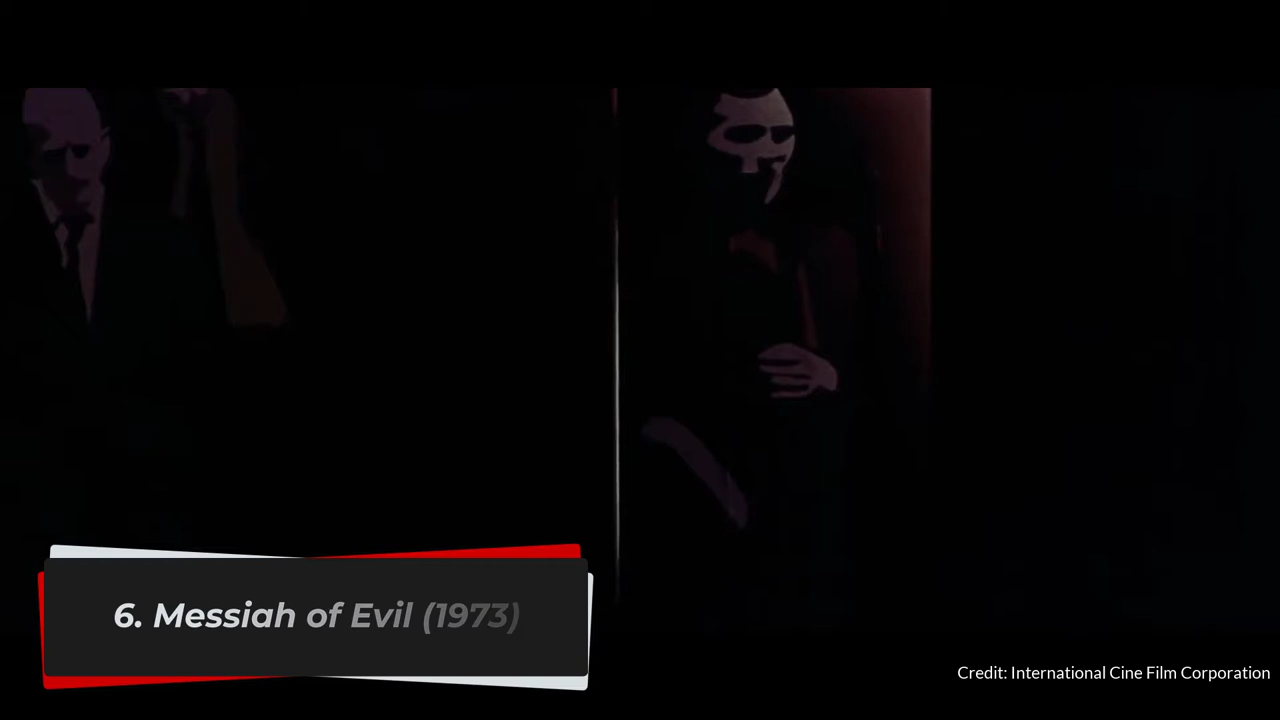 6. Messiah of Evil (1973)
Credit: International Cine Film Corporation